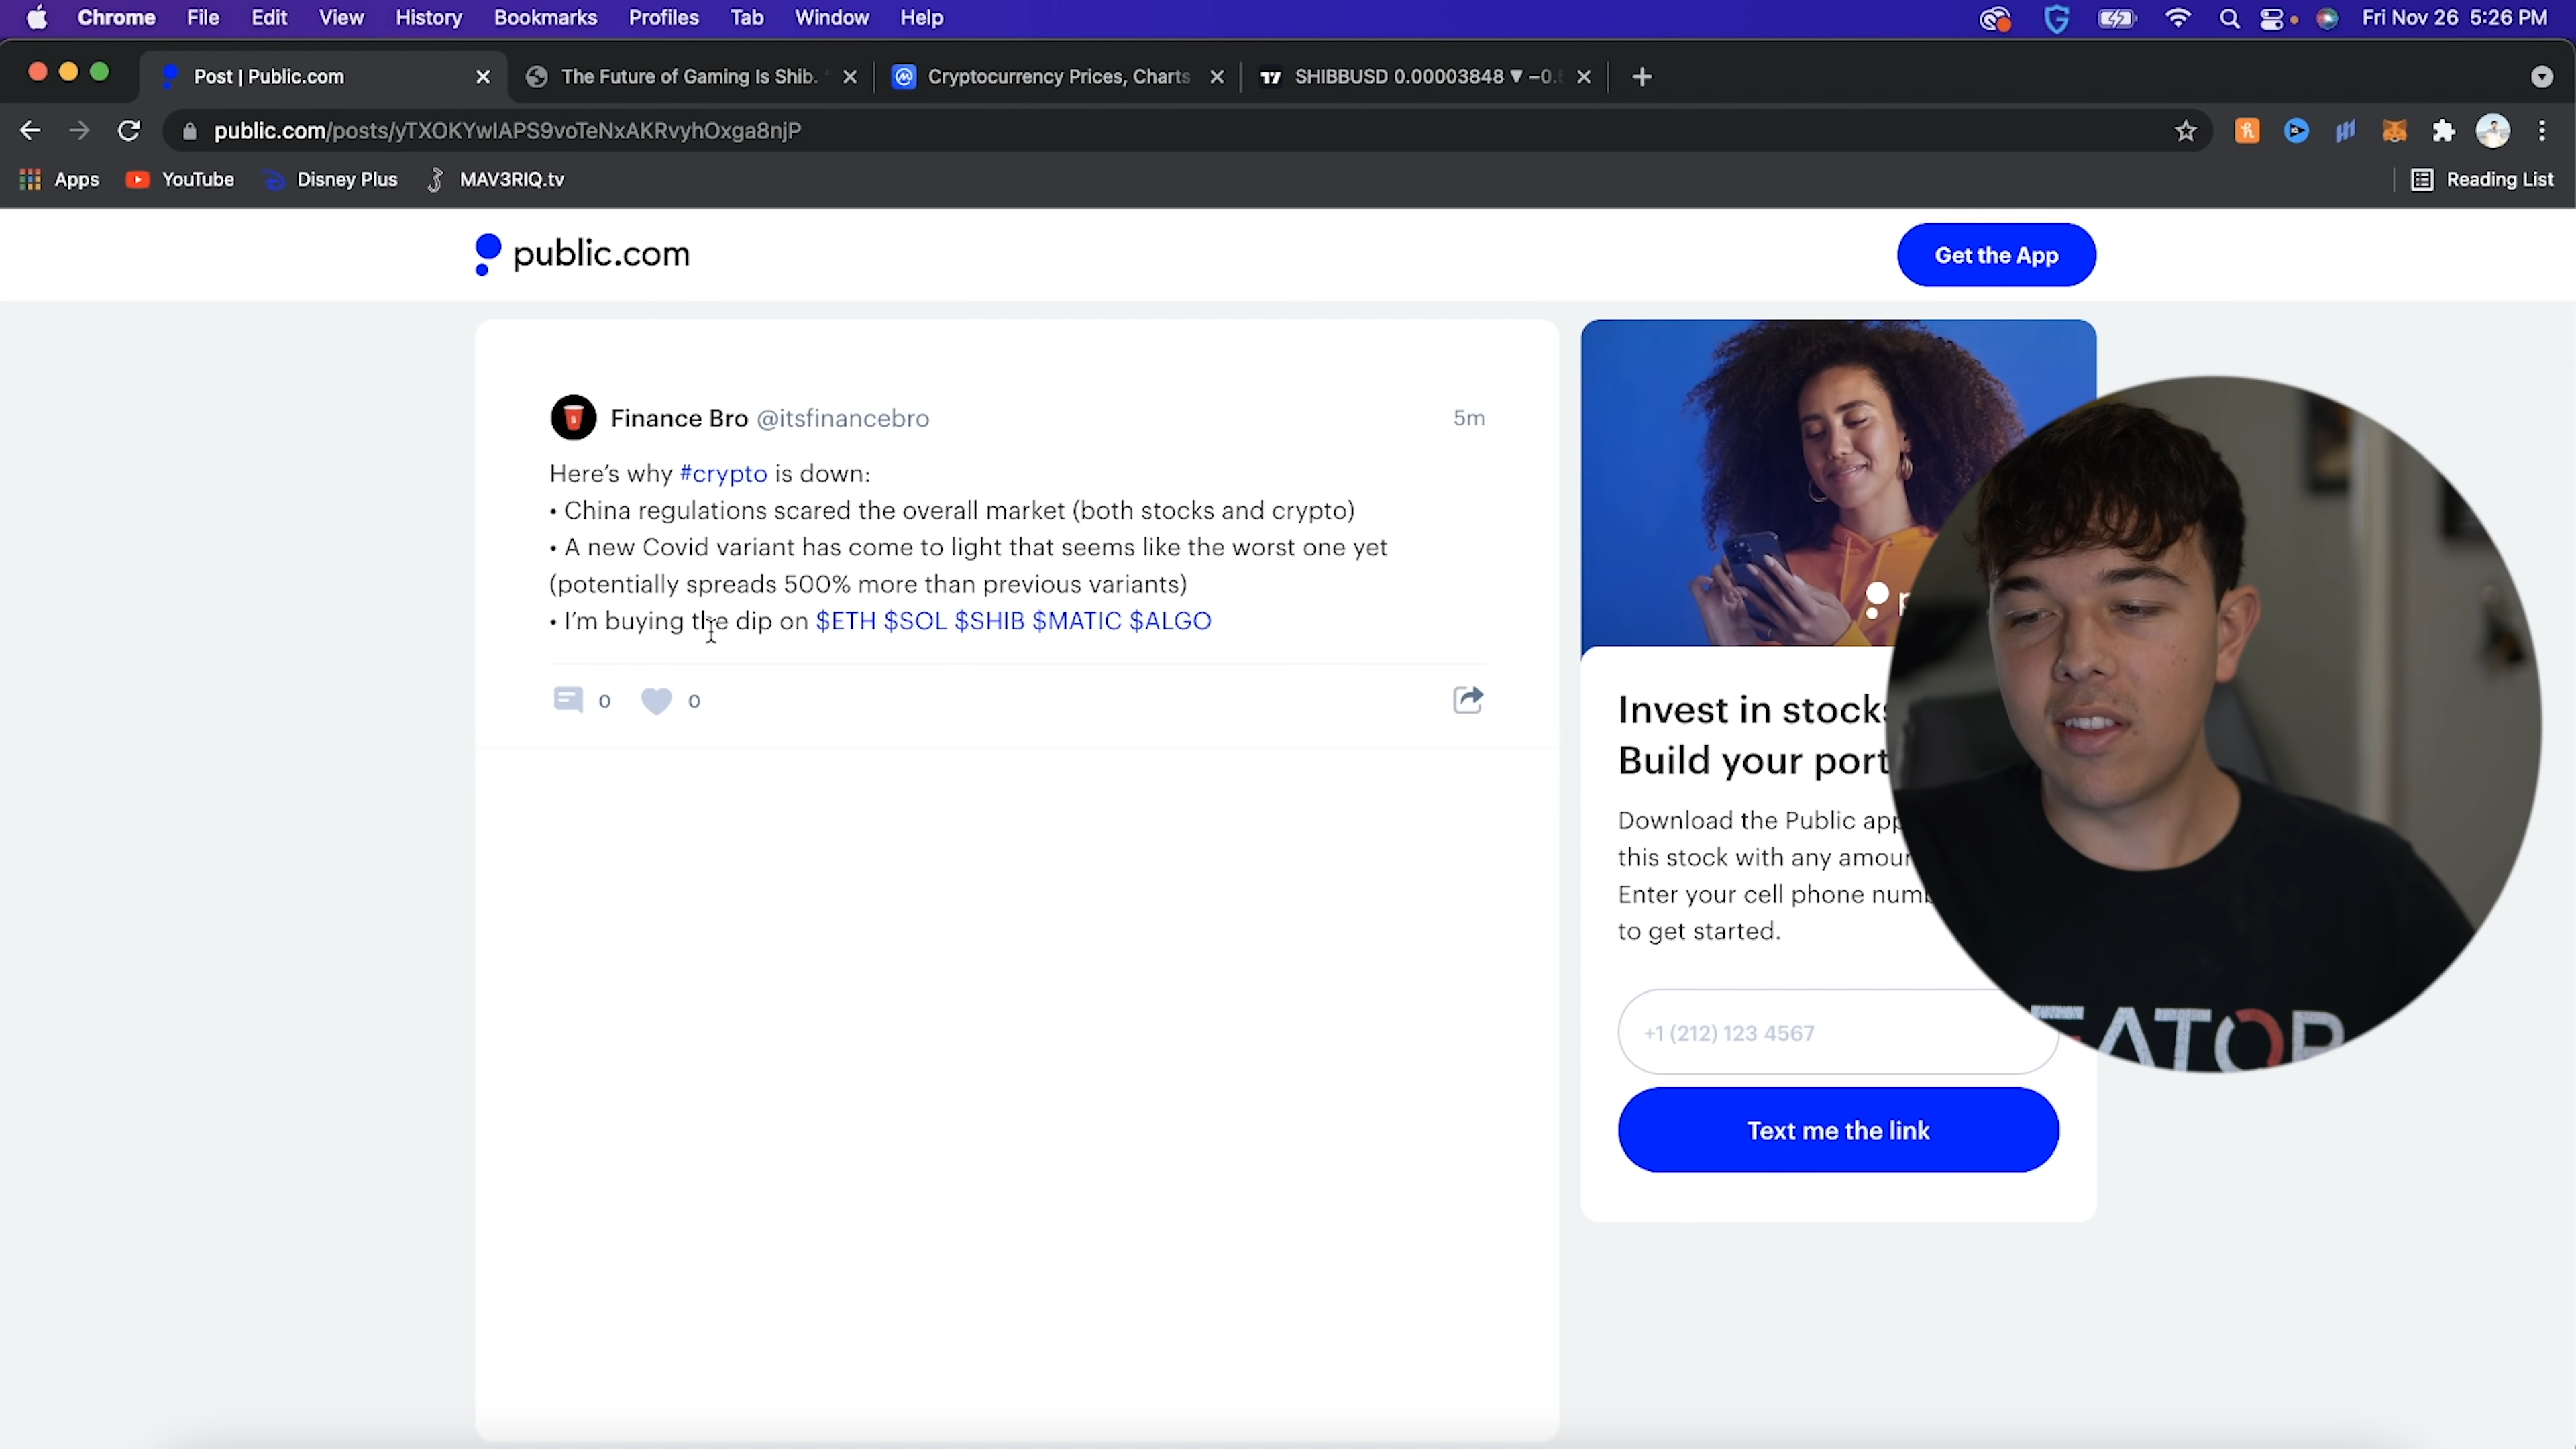 Chrome File Edit View History Bookmarks Profiles Tab Window Help Fri Nov 26 5:26 PM
Post | Public.com The Future of Gaming Is Shib. Cryptocurrency Prices, Charts SHIBBUSD 0.00003848 ▼ −0.
public.com/posts/yTXOKYwIAPS9voTeNxAKRvyhOxga8njP
Apps YouTube Disney Plus MAV3RIQ.tv Reading List
public.com Get the App
Finance Bro @itsfinancebro 5m
Here's why #crypto is down:
• China regulations scared the overall market (both stocks and crypto)
• A new Covid variant has come to light that seems like the worst one yet
(potentially spreads 500% more than previous variants)
• I'm buying the dip on $ETH $SOL $SHIB $MATIC $ALGO
0 0
Invest in stocks
Build your port
Download the Public app
this stock with any amoun
Enter your cell phone num
to get started.
+1 (212) 123 4567
Text me the link
EATOR